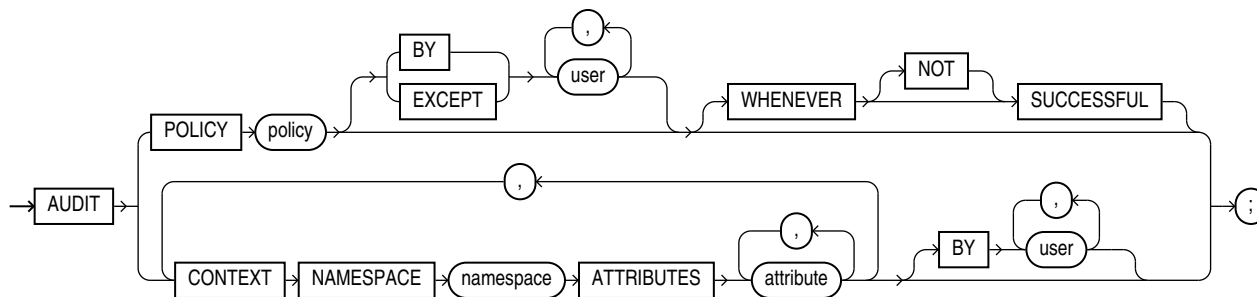 ,
BY
NOT
user
EXCEPT
WHENEVER
SUCCESSFUL
POLICY policy
,
AUDIT
;
,
,
BY user
CONTEXT NAMESPACE namespace ATTRIBUTES attribute